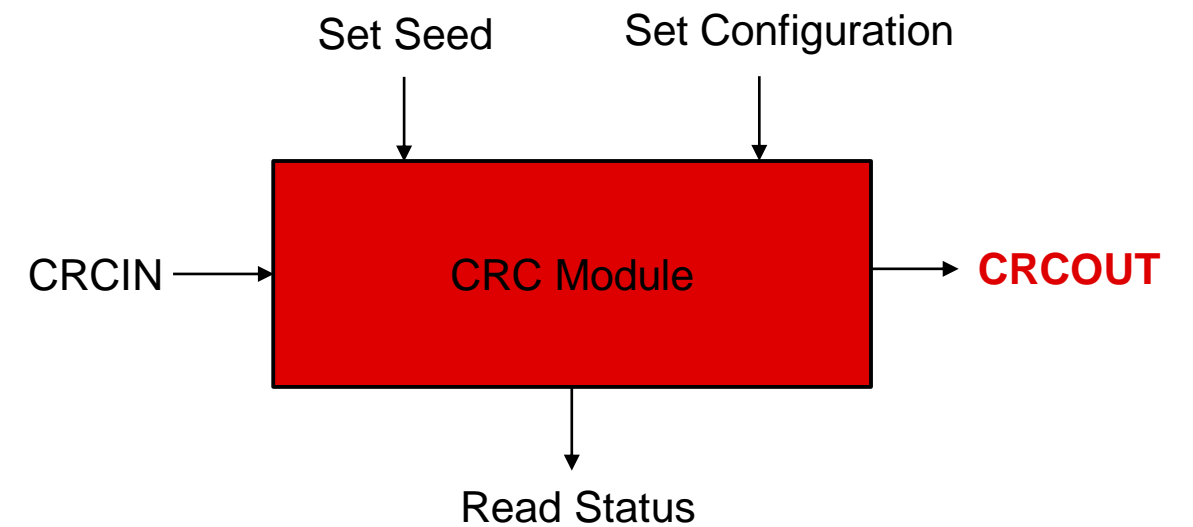 Set Seed
Set Configuration
CRCIN
CRC Module
CRCOUT
Read Status